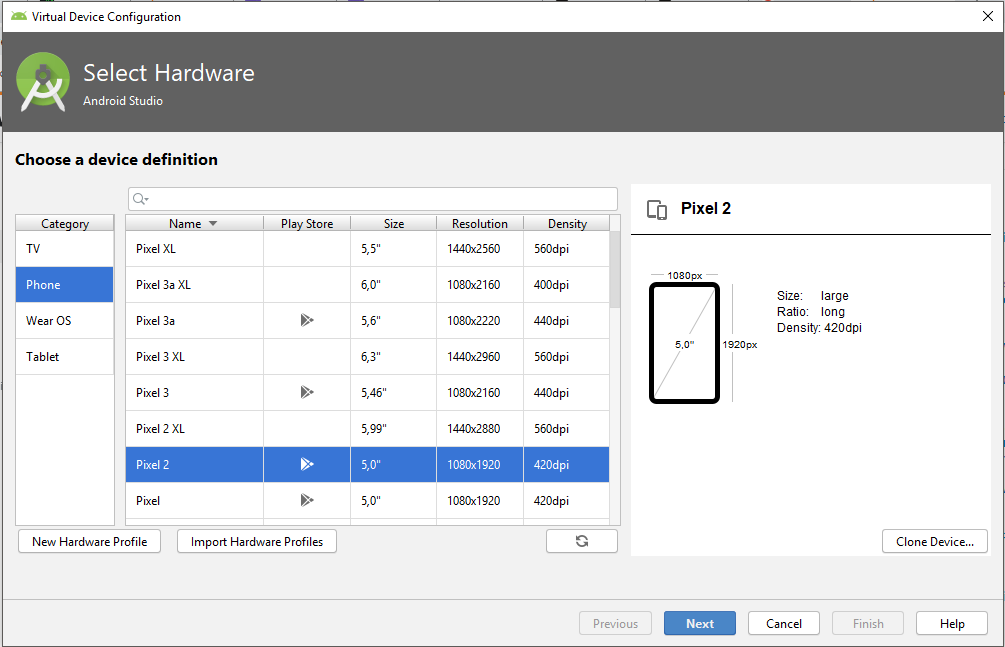 Virtual Device Configuration
Select Hardware
Android Studio
Choose a device definition
Category
TV
Phone
Wear OS
Tablet
Name Play Store Size Resolution Density
Pixel XL 5,5" 1440x2560 560dpi
Pixel 3a XL 6,0" 1080x2160 400dpi
Pixel 3a 5,6" 1080x2220 440dpi
Pixel 3 XL 6,3" 1440x2960 560dpi
Pixel 3 5,46" 1080x2160 440dpi
Pixel 2 XL 5,99" 1440x2880 560dpi
Pixel 2 5,0" 1080x1920 420dpi
Pixel 5,0" 1080x1920 420dpi
New Hardware Profile
Import Hardware Profiles
Pixel 2
1080px
5,0"
1920px
Size: large
Ratio: long
Density: 420dpi
Clone Device...
Previous
Next
Cancel
Finish
Help